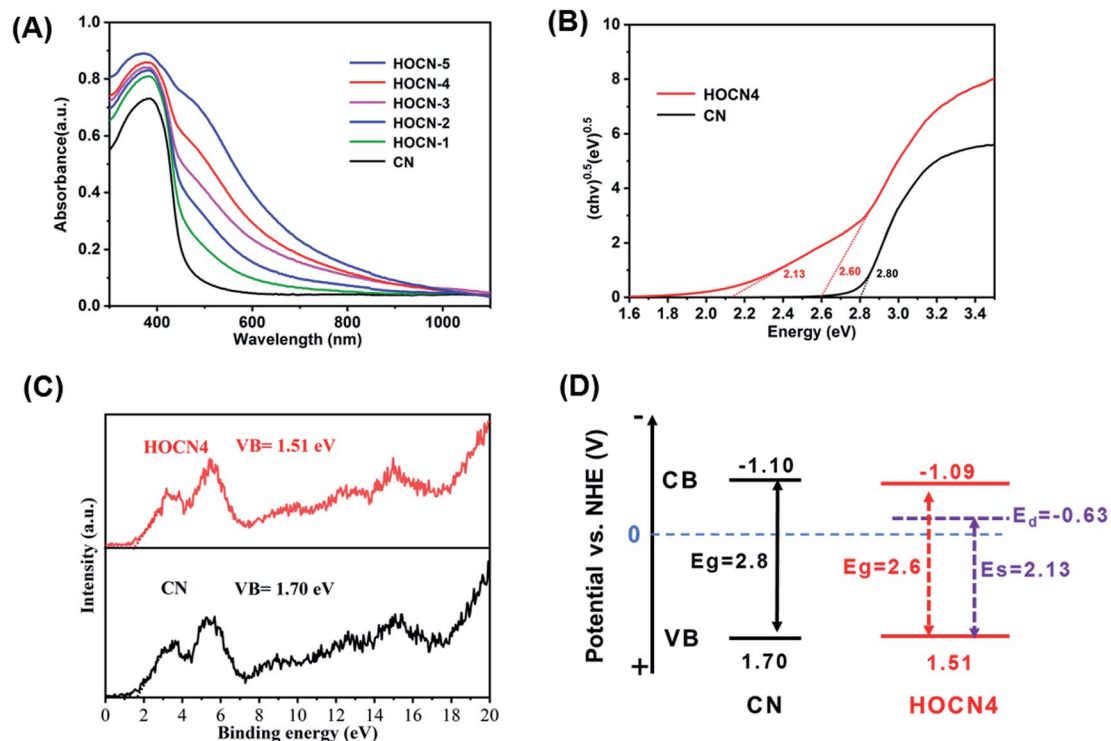 (A)
1.0
0.8
0.6
0.4
0.2
0.0
Absorbance(a.u.)
HOCN-5
HOCN-4
HOCN-3
HOCN-2
HOCN-1
CN
400 600 800 1000
Wavelength (nm)
(B)
10
8
6
4
2
0
(αhv)^0.5(eV)^0.5
HOCN4
CN
2.13
2.60
2.80
1.6 1.8 2.0 2.2 2.4 2.6 2.8 3.0 3.2 3.4
Energy (eV)
(C)
Intensity (a.u.)
HOCN4 VB= 1.51 eV
CN VB= 1.70 eV
0 2 4 6 8 10 12 14 16 18 20
Binding energy (eV)
(D)
Potential vs. NHE (V)
-
CB
0
VB
+
-1.10
Eg=2.8
1.70
CN
-1.09
Ed=-0.63
Eg=2.6
Es=2.13
1.51
HOCN4